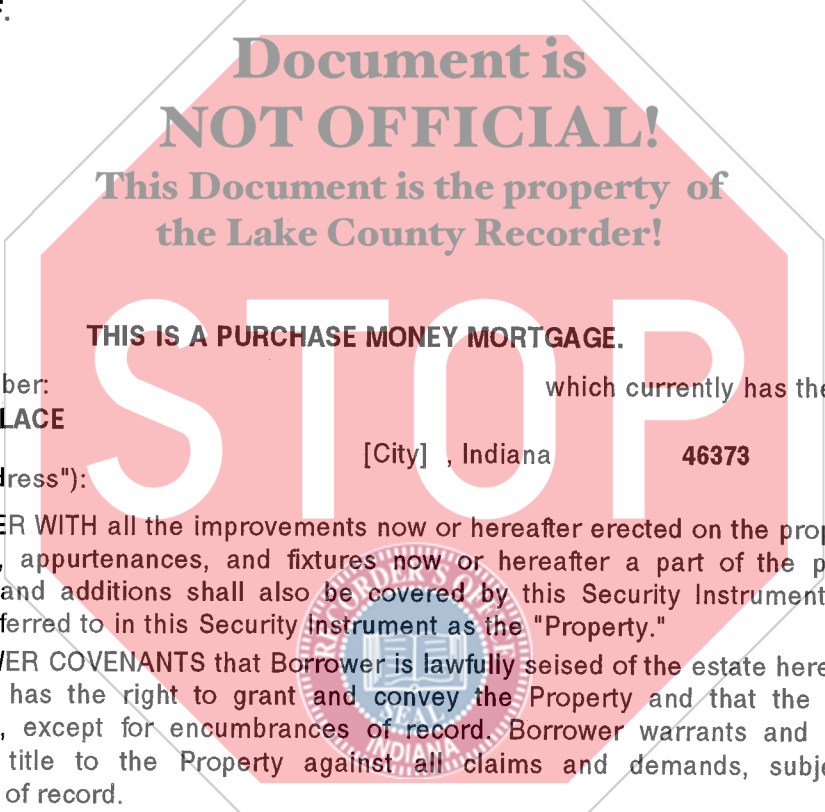 Document is
NOT OFFICIAL!
This Document is the property of
the Lake County Recorder!
STOP
THIS IS A PURCHASE MONEY MORTGAGE.
ber: which currently has the
LACE
[City] , Indiana 46373
dress"):
ER WITH all the improvements now or hereafter erected on the prop
, appurtenances, and fixtures now or hereafter a part of the p
and additions shall also be covered by this Security Instrument
ferred to in this Security Instrument as the "Property."
ER COVENANTS that Borrower is lawfully seised of the estate here
has the right to grant and convey the Property and that the
, except for encumbrances of record. Borrower warrants and
title to the Property against all claims and demands, subje
of record.
RECORDER'S OFFICE
SEAL
INDIANA